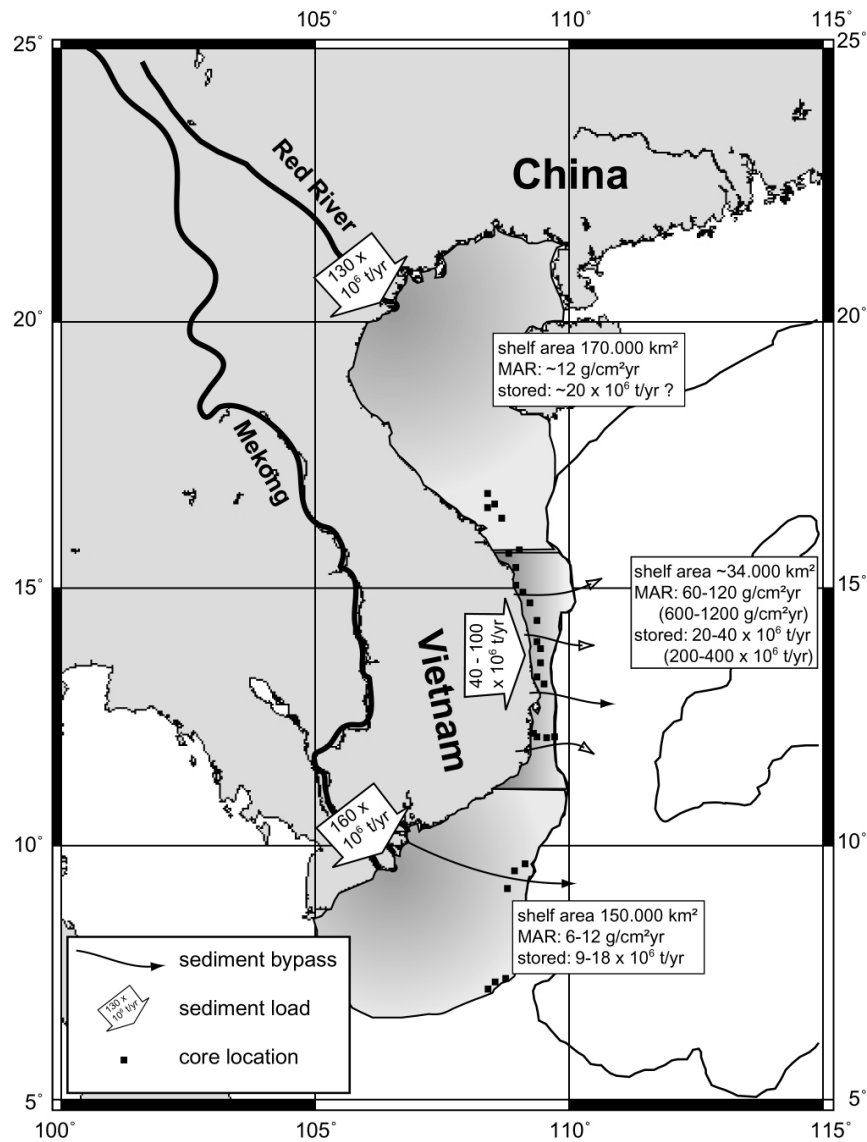 100°
105°
110°
115°
25°
25°
China
Red River
130 x
10⁶ t/yr
20°
20°
shelf area 170.000 km²
MAR: ~12 g/cm²yr
stored: ~20 x 10⁶ t/yr ?
Mekong
15°
15°
shelf area ~34.000 km²
MAR: 60-120 g/cm²yr
(600-1200 g/cm²yr)
stored: 20-40 x 10⁶ t/yr
(200-400 x 10⁶ t/yr)
40 - 100
x 10⁶ t/yr
Vietnam
160 x
10⁶ t/yr
10°
10°
shelf area 150.000 km²
MAR: 6-12 g/cm²yr
stored: 9-18 x 10⁶ t/yr
sediment bypass
130 x
10⁶ t/yr
sediment load
core location
5°
5°
100°
105°
110°
115°